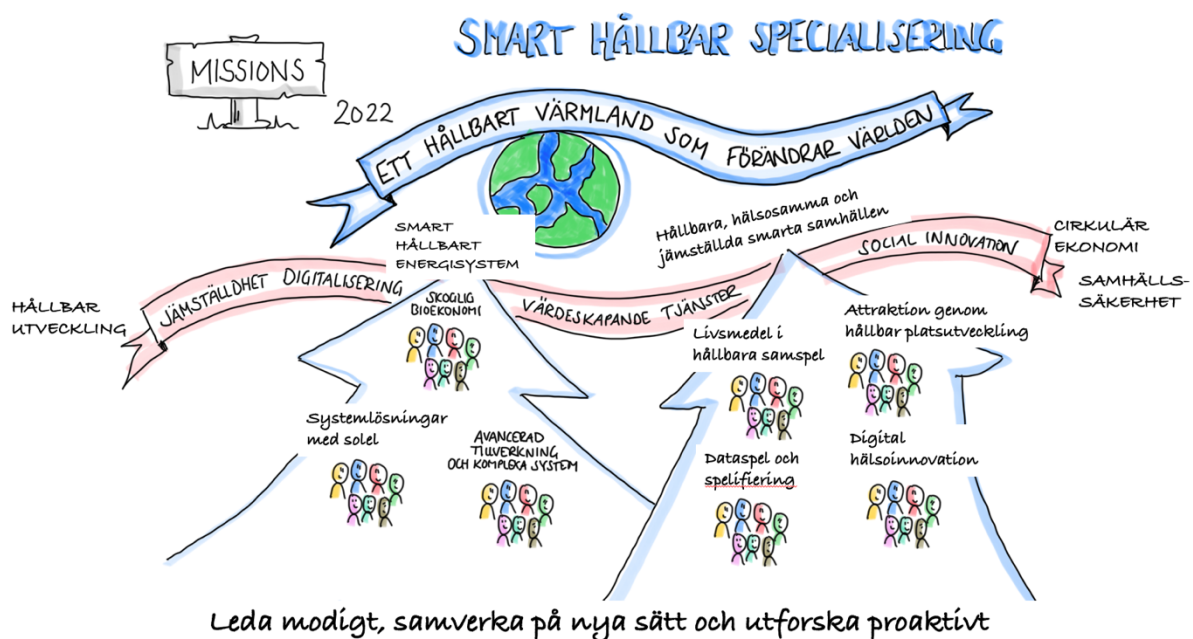 SMART HÅLLBAR SPECIALISERING
MISSIONS
2022
ETT HÅLLBART VÄRMLAND SOM FÖRÄNDRAR VÄRLDEN
SMART
HÅLLBART
ENERGISYSTEM
Hållbara, hälsosamma och
jämställda smarta samhällen
HÅLLBAR
UTVECKLING
JÄMSTÄLLDHET DIGITALISERING
VÄRDESKAPANDE TJÄNSTER
SOCIAL INNOVATION
CIRKULÄR
EKONOMI
SAMHÄLLS-
SÄKERHET
SKOGLIG
BIOEKONOMI
Systemlösningar
med solel
AVANCERAD
TILLVERKNING
OCH KOMPLEXA SYSTEM
Livsmedel i
hållbara samspel
Attraktion genom
hållbar platsutveckling
Dataspel och
spelifiering
Digital
hälsoinnovation
Leda modigt, samverka på nya sätt och utforska proaktivt